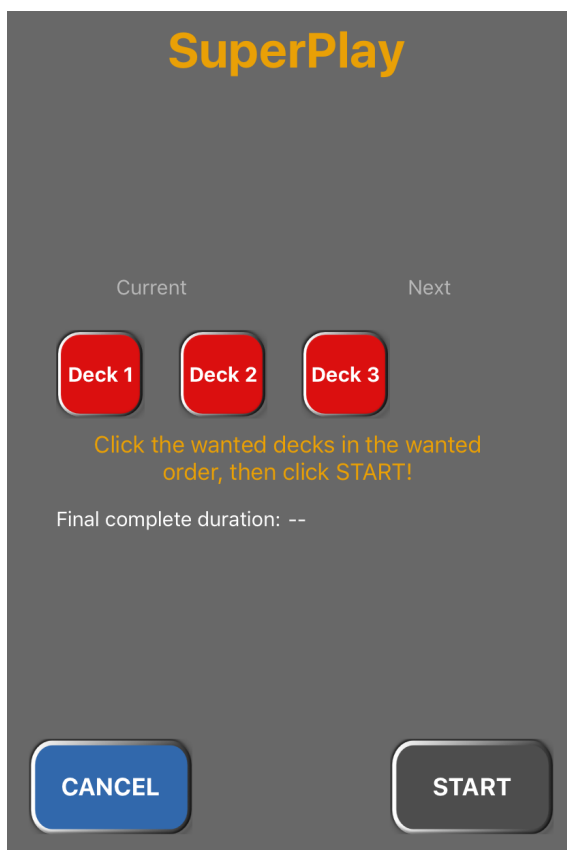 SuperPlay
Current Next
Deck 1 Deck 2 Deck 3
Click the wanted decks in the wanted
order, then click START!
Final complete duration: --
CANCEL START